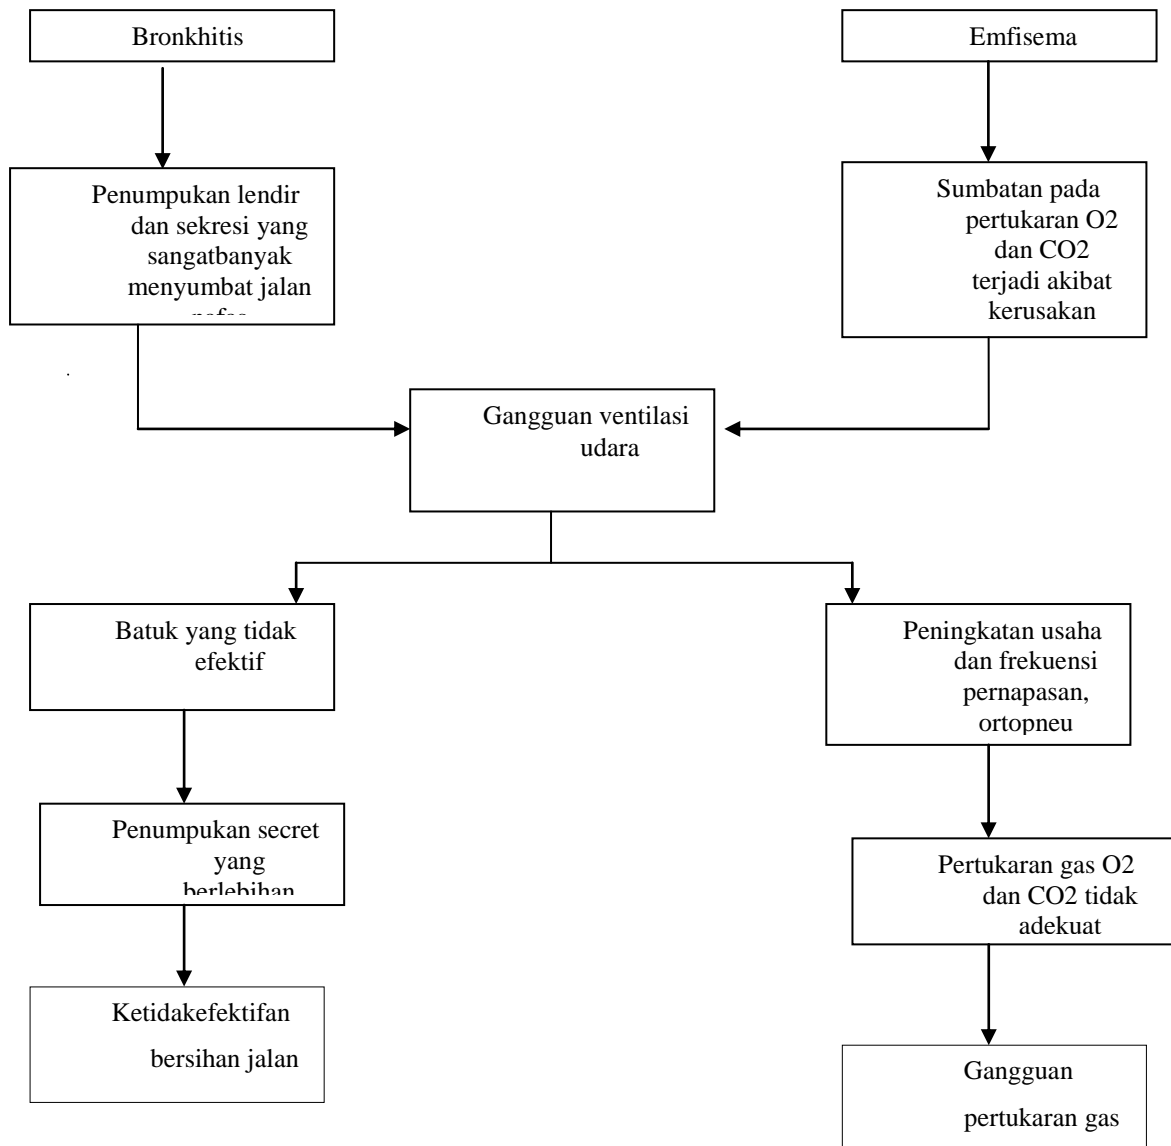 Bronkhitis
Emfisema
Penumpukan lendir
dan sekresi yang
sangatbanyak
menyumbat jalan
Sumbatan pada
pertukaran O2
dan CO2
terjadi akibat
kerusakan
Gangguan ventilasi
udara
Batuk yang tidak
efektif
Peningkatan usaha
dan frekuensi
pernapasan,
ortopneu
Penumpukan secret
yang
berlebihan
Pertukaran gas O2
dan CO2 tidak
adekuat
Ketidakefektifan
bersihan jalan
Gangguan
pertukaran gas